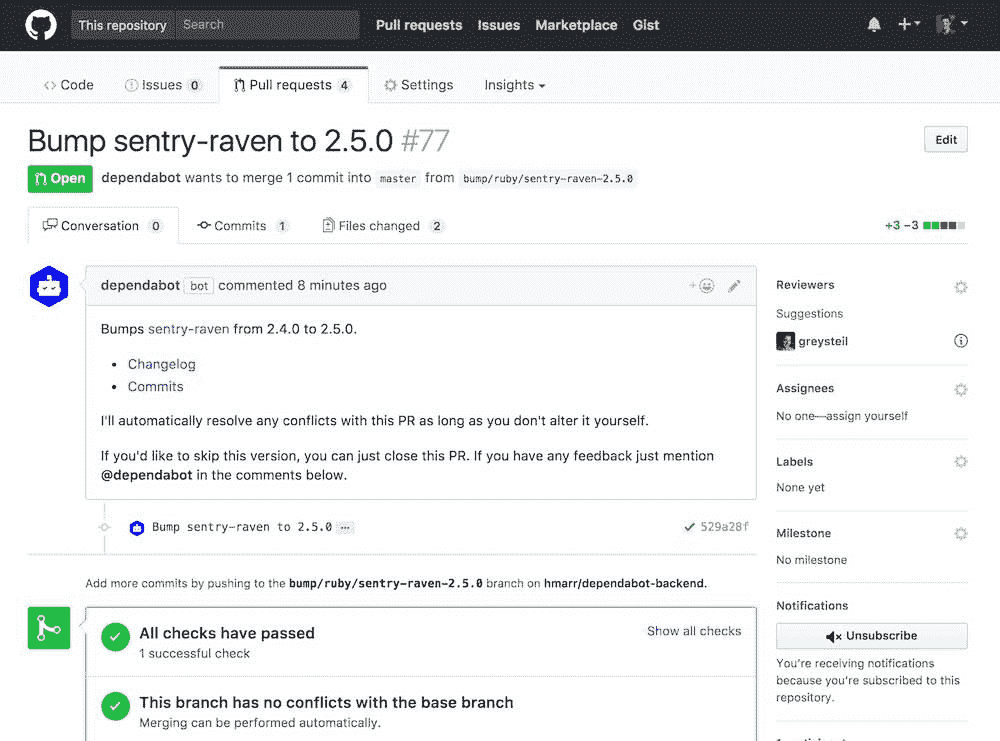 This repository Search Pull requests Issues Marketplace Gist
Code Issues 0 Pull requests 4 Settings Insights
Bump sentry-raven to 2.5.0 #77
Edit
Open dependabot wants to merge 1 commit into master from bump/ruby/sentry-raven-2.5.0
Conversation 0 Commits 1 Files changed 2 +3 −3
dependabot bot commented 8 minutes ago
Bumps sentry-raven from 2.4.0 to 2.5.0.
• Changelog
• Commits
I'll automatically resolve any conflicts with this PR as long as you don't alter it yourself.
If you'd like to skip this version, you can just close this PR. If you have any feedback just mention
@dependabot in the comments below.
Bump sentry-raven to 2.5.0 ... 529a28f
Add more commits by pushing to the bump/ruby/sentry-raven-2.5.0 branch on hmarr/dependabot-backend.
All checks have passed
1 successful check
Show all checks
This branch has no conflicts with the base branch
Merging can be performed automatically.
Reviewers
Suggestions
greysteil
Assignees
No one—assign yourself
Labels
None yet
Milestone
No milestone
Notifications
Unsubscribe
You're receiving notifications
because you're subscribed to this
repository.